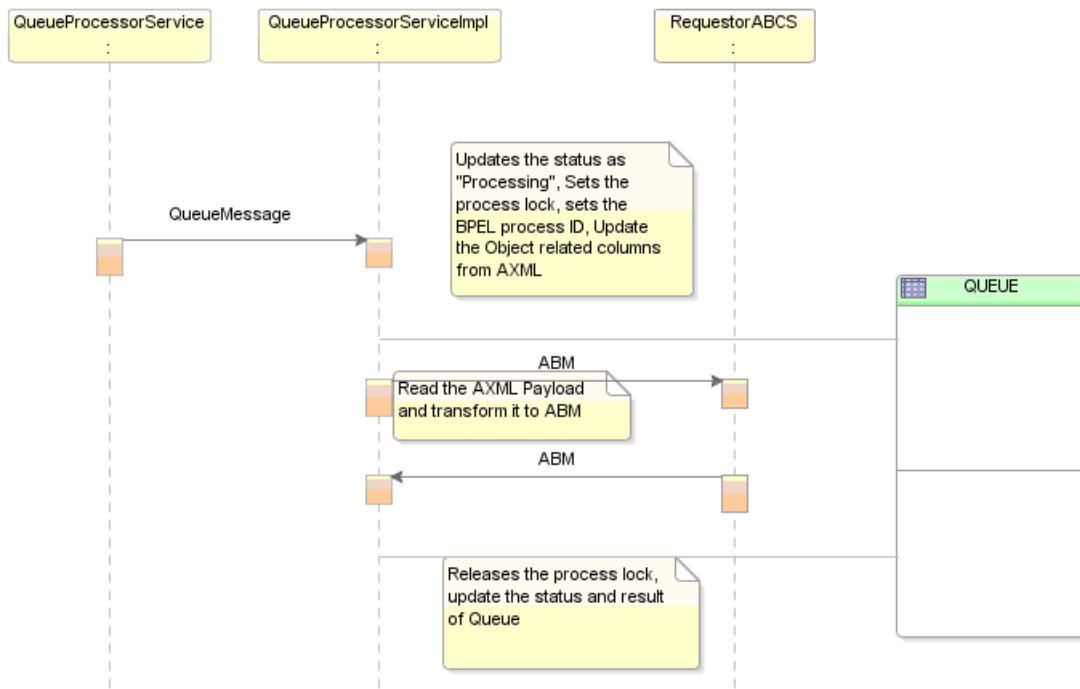 QueueProcessorService
:
QueueProcessorServiceImpl
:
RequestorABCS
:
Updates the status as
"Processing", Sets the
process lock, sets the
BPEL process ID, Update
the Object related columns
from AXML
QueueMessage
QUEUE
ABM
Read the AXML Payload
and transform it to ABM
ABM
Releases the process lock,
update the status and result
of Queue